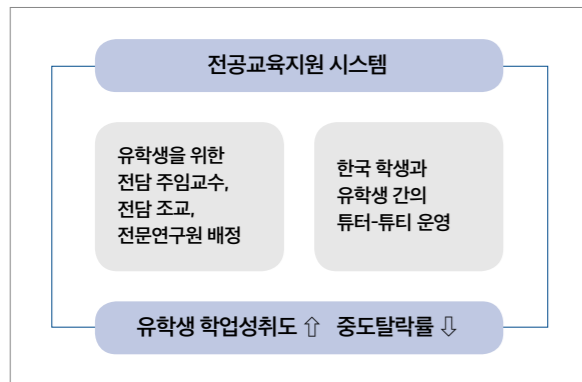 전공교육지원 시스템
유학생을 위한
전담 주임교수,
전담 조교,
전문연구원 배정
한국 학생과
유학생 간의
튜터-튜티 운영
유학생 학업성취도 ⇧ 중도탈락률 ⇩